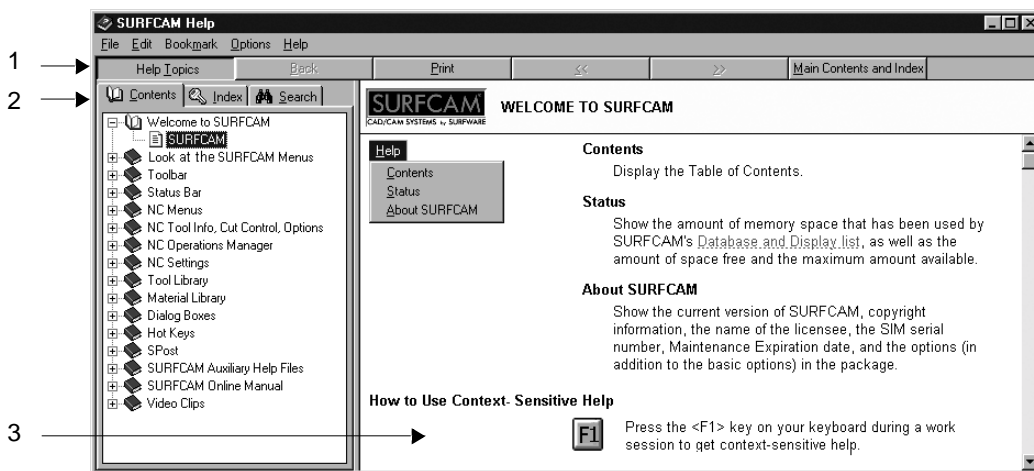 SURFCAM Help
File Edit Bookmark Options Help
1
Help Topics Back Print << >> Main Contents and Index
2
Contents Index Search
Welcome to SURFCAM
SURFCAM
Look at the SURFCAM Menus
Toolbar
Status Bar
NC Menus
NC Tool Info, Cut Control, Options
NC Operations Manager
NC Settings
Tool Library
Material Library
Dialog Boxes
Hot Keys
SPost
SURFCAM Auxiliary Help Files
SURFCAM Online Manual
Video Clips
SURFCAM
CAD/CAM SYSTEMS by SURFWARE
WELCOME TO SURFCAM
Help
Contents
Status
About SURFCAM
Contents
Display the Table of Contents.
Status
Show the amount of memory space that has been used by
SURFCAM's Database and Display list, as well as the
amount of space free and the maximum amount available.
About SURFCAM
Show the current version of SURFCAM, copyright
information, the name of the licensee, the SIM serial
number, Maintenance Expiration date, and the options (in
addition to the basic options) in the package.
How to Use Context- Sensitive Help
3
F1
Press the <F1> key on your keyboard during a work
session to get context-sensitive help.